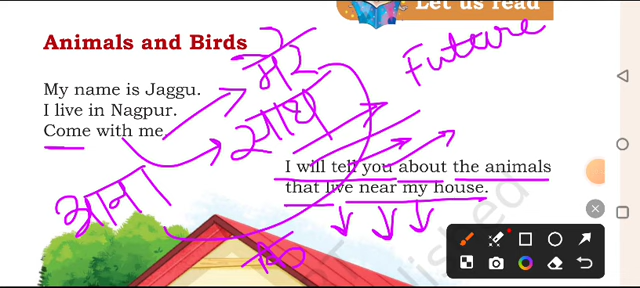 Let us read
Animals and Birds
My name is Jaggu.
I live in Nagpur.
Come with me
I will tell you about the animals
that live near my house.
Future
मेरे
साथ
आना